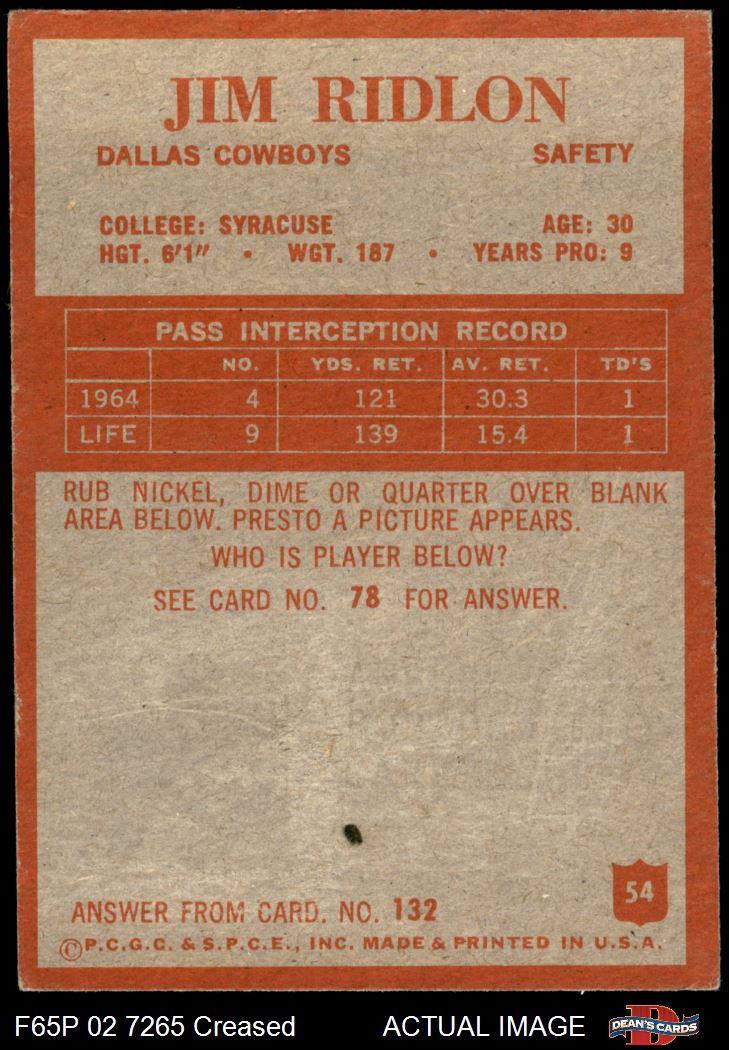 JIM RIDLON
DALLAS COWBOYS SAFETY
COLLEGE: SYRACUSE AGE: 30
HGT. 6'1" • WGT. 187 • YEARS PRO: 9
PASS INTERCEPTION RECORD
NO. YDS. RET. AV. RET. TD'S
1964 4 121 30.3 1
LIFE 9 139 15.4 1
RUB NICKEL, DIME OR QUARTER OVER BLANK
AREA BELOW. PRESTO A PICTURE APPEARS.
WHO IS PLAYER BELOW?
SEE CARD NO. 78 FOR ANSWER.
54
ANSWER FROM CARD. NO. 132
©P.C.G.C. & S.P.C.E., INC. MADE & PRINTED IN U.S.A.
F65P 02 7265 Creased ACTUAL IMAGE DEAN'S CARDS